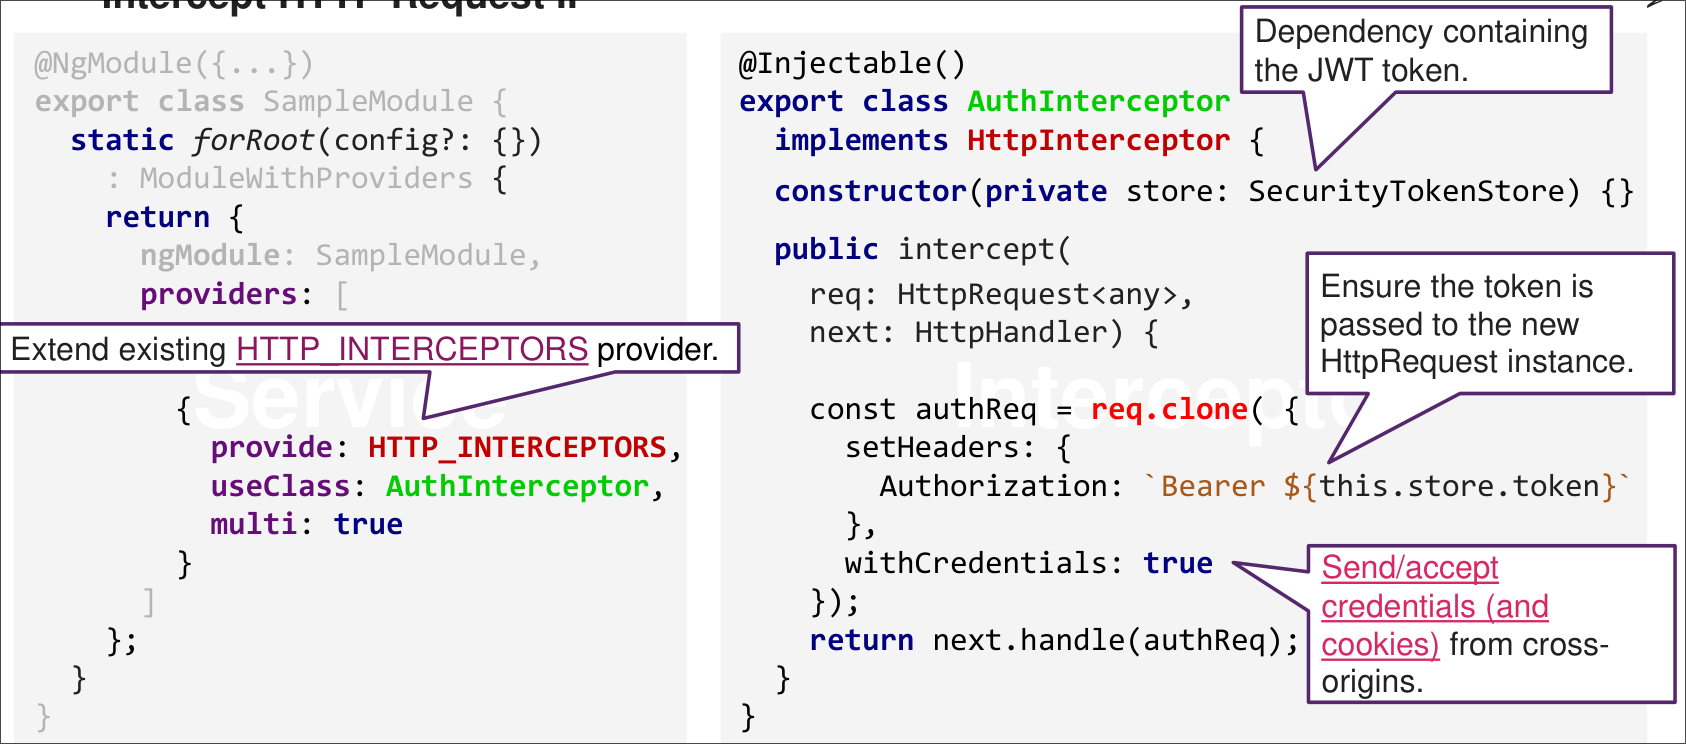 Intercept HTTP Request II
@NgModule({...})
export class SampleModule {
static forRoot(config?: {})
: ModuleWithProviders {
return {
ngModule: SampleModule,
providers: [
Extend existing HTTP_INTERCEPTORS provider.
Service
{
provide: HTTP_INTERCEPTORS,
useClass: AuthInterceptor,
multi: true
}
]
};
}
}
Dependency containing
the JWT token.
@Injectable()
export class AuthInterceptor
implements HttpInterceptor {
constructor(private store: SecurityTokenStore) {}
public intercept(
req: HttpRequest<any>,
next: HttpHandler) {
Ensure the token is
passed to the new
HttpRequest instance.
const authReq = req.clone( {
setHeaders: {
Authorization: `Bearer ${this.store.token}`
},
withCredentials: true
});
return next.handle(authReq);
}
}
Send/accept
credentials (and
cookies) from cross-
origins.